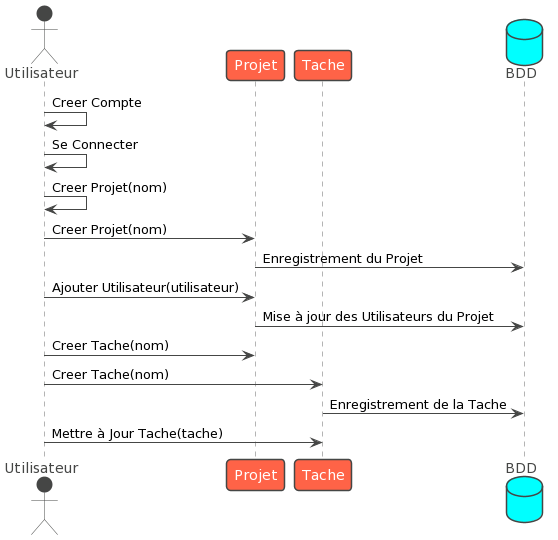 Utilisateur
Projet
Tache
BDD
Creer Compte
Se Connecter
Creer Projet(nom)
Creer Projet(nom)
Enregistrement du Projet
Ajouter Utilisateur(utilisateur)
Mise à jour des Utilisateurs du Projet
Creer Tache(nom)
Creer Tache(nom)
Enregistrement de la Tache
Mettre à Jour Tache(tache)
Utilisateur
Projet
Tache
BDD